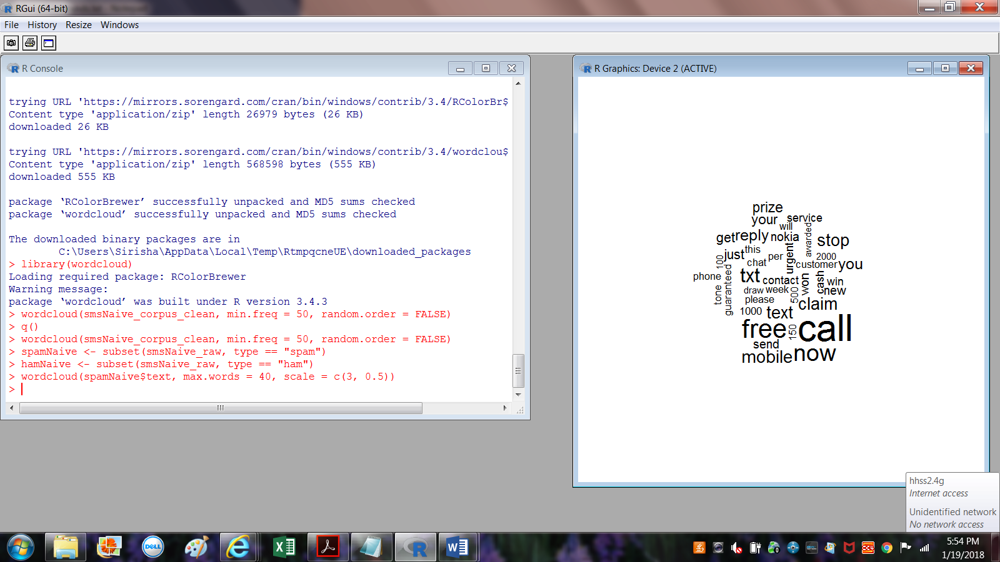 RGui (64-bit)
File History Resize Windows
R Console
trying URL 'https://mirrors.sorengard.com/cran/bin/windows/contrib/3.4/RColorBr$
Content type 'application/zip' length 26979 bytes (26 KB)
downloaded 26 KB
trying URL 'https://mirrors.sorengard.com/cran/bin/windows/contrib/3.4/wordclou$
Content type 'application/zip' length 568598 bytes (555 KB)
downloaded 555 KB
package ‘RColorBrewer’ successfully unpacked and MD5 sums checked
package ‘wordcloud’ successfully unpacked and MD5 sums checked
The downloaded binary packages are in
C:\Users\Sirisha\AppData\Local\Temp\RtmpqcneUE\downloaded_packages
> library(wordcloud)
Loading required package: RColorBrewer
Warning message:
package ‘wordcloud’ was built under R version 3.4.3
> wordcloud(smsNaive_corpus_clean, min.freq = 50, random.order = FALSE)
> q()
> wordcloud(smsNaive_corpus_clean, min.freq = 50, random.order = FALSE)
> spamNaive <- subset(smsNaive_raw, type == "spam")
> hamNaive <- subset(smsNaive_raw, type == "ham")
> wordcloud(spamNaive$text, max.words = 40, scale = c(3, 0.5))
>
R Graphics: Device 2 (ACTIVE)
prize
your service
will
get reply nokia awarded stop
just this
100 chat per urgent 2000
customer you
phone txt contact won cash win
tone guaranteed draw week 500 new
please
1000 text claim
free 150 call
send
mobile now
hhss2.4g
Internet access
Unidentified network
No network access
DELL
5:54 PM
1/19/2018